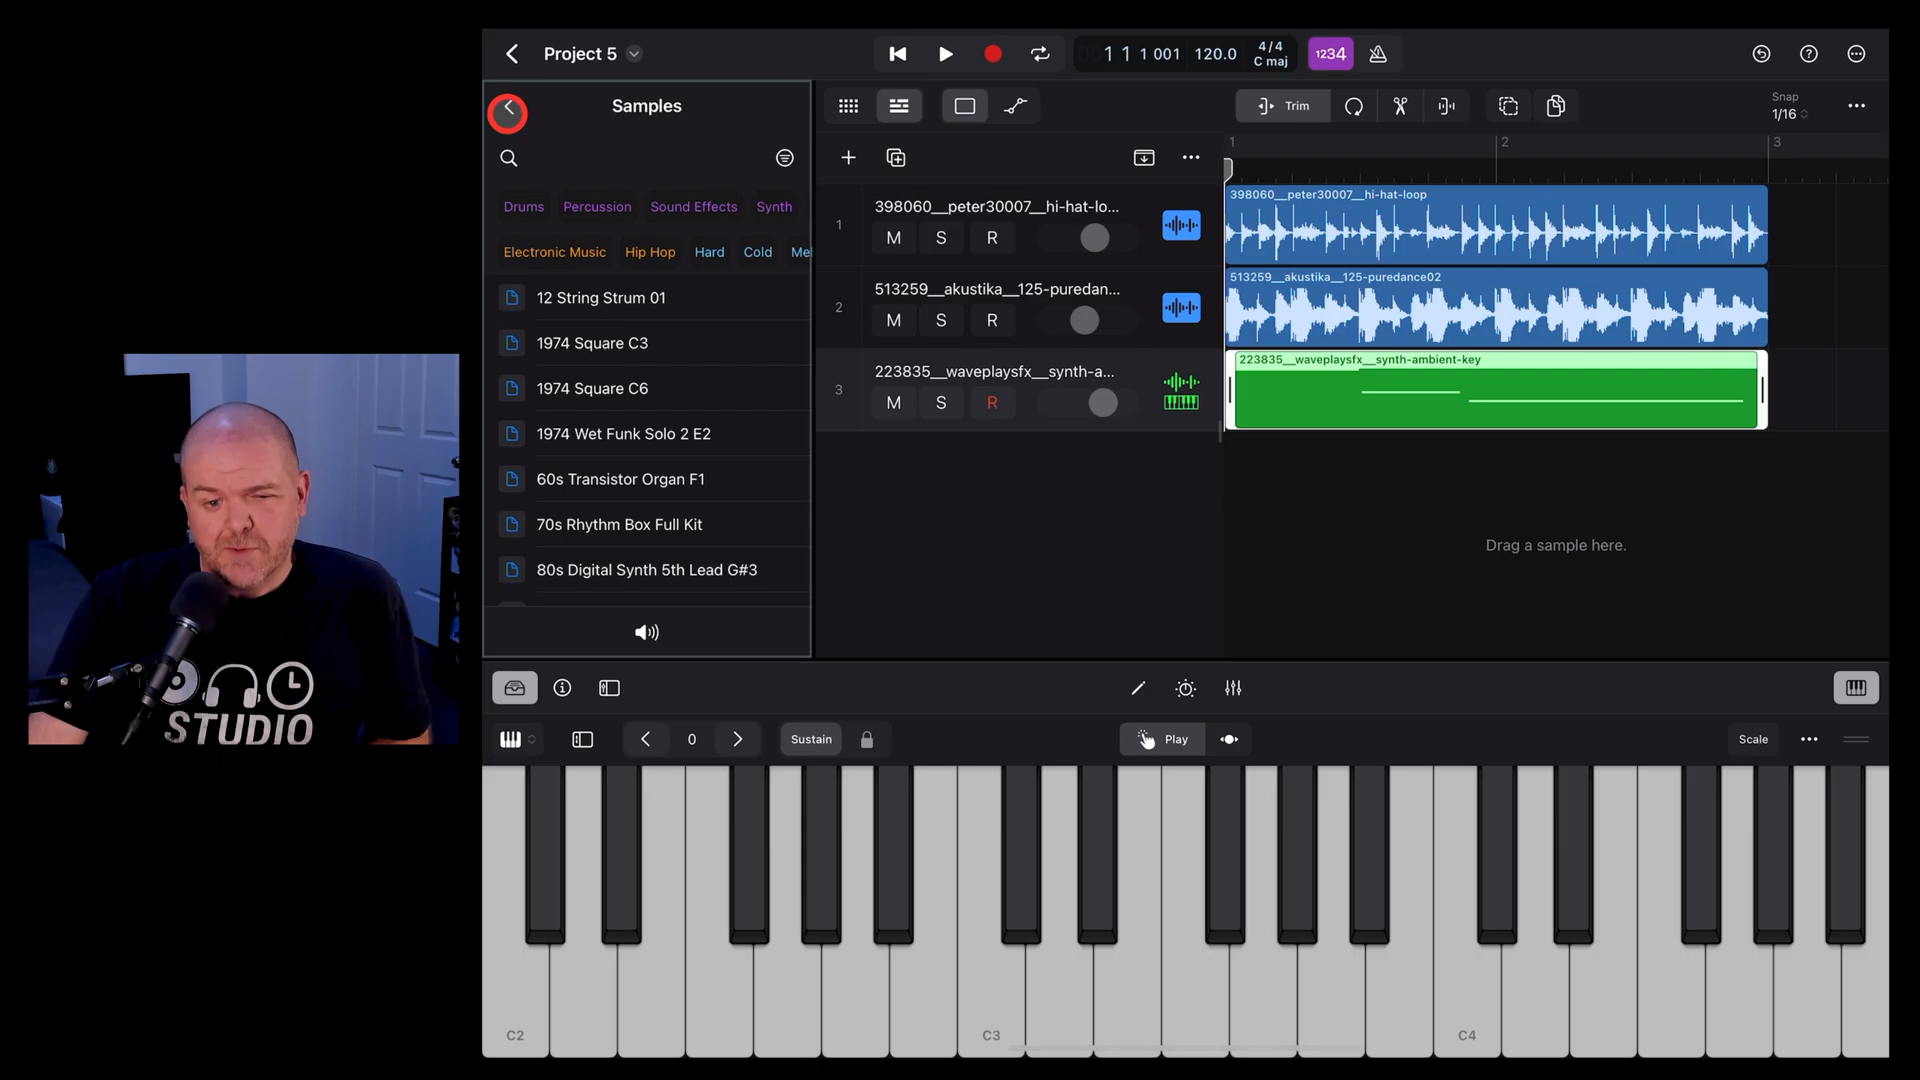 Project 5
1 1 1 001
120.0
4/4
C maj
1234
Samples
Trim
Snap
1/16
Drums Percussion Sound Effects Synth
Electronic Music Hip Hop Hard Cold Mel
12 String Strum 01
1974 Square C3
1974 Square C6
1974 Wet Funk Solo 2 E2
60s Transistor Organ F1
70s Rhythm Box Full Kit
80s Digital Synth 5th Lead G#3
1 2 3
1
398060__peter30007__hi-hat-lo...
M S R
2
513259__akustika__125-puredan...
M S R
3
223835__waveplaysfx__synth-a...
M S R
398060__peter30007__hi-hat-loop
513259__akustika__125-puredance02
223835__waveplaysfx__synth-ambient-key
Drag a sample here.
0
Sustain
Play
Scale
C2
C3
C4
STUDIO